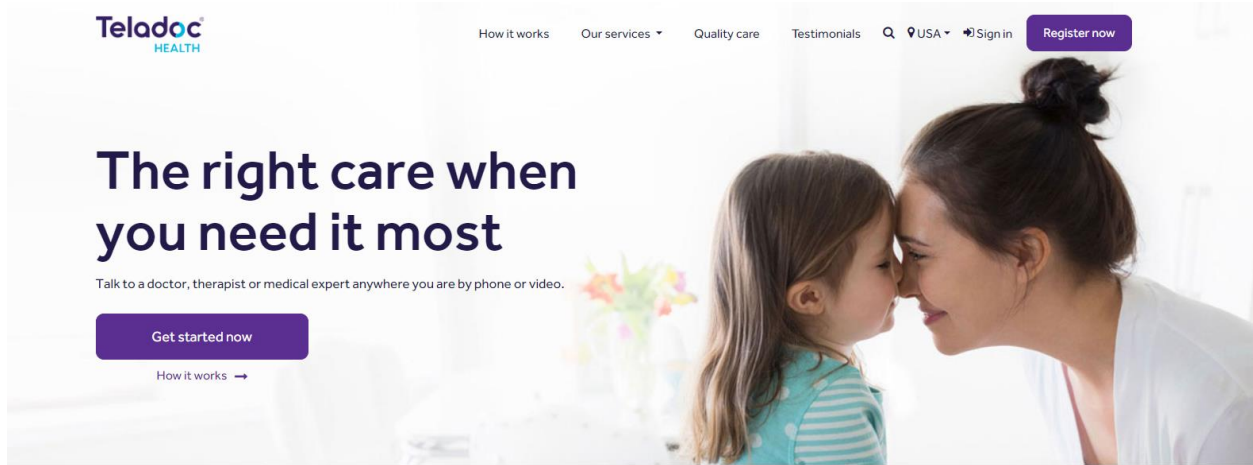 Teladoc
HEALTH
How it works Our services Quality care Testimonials USA Sign in Register now
The right care when
you need it most
Talk to a doctor, therapist or medical expert anywhere you are by phone or video.
Get started now
How it works →